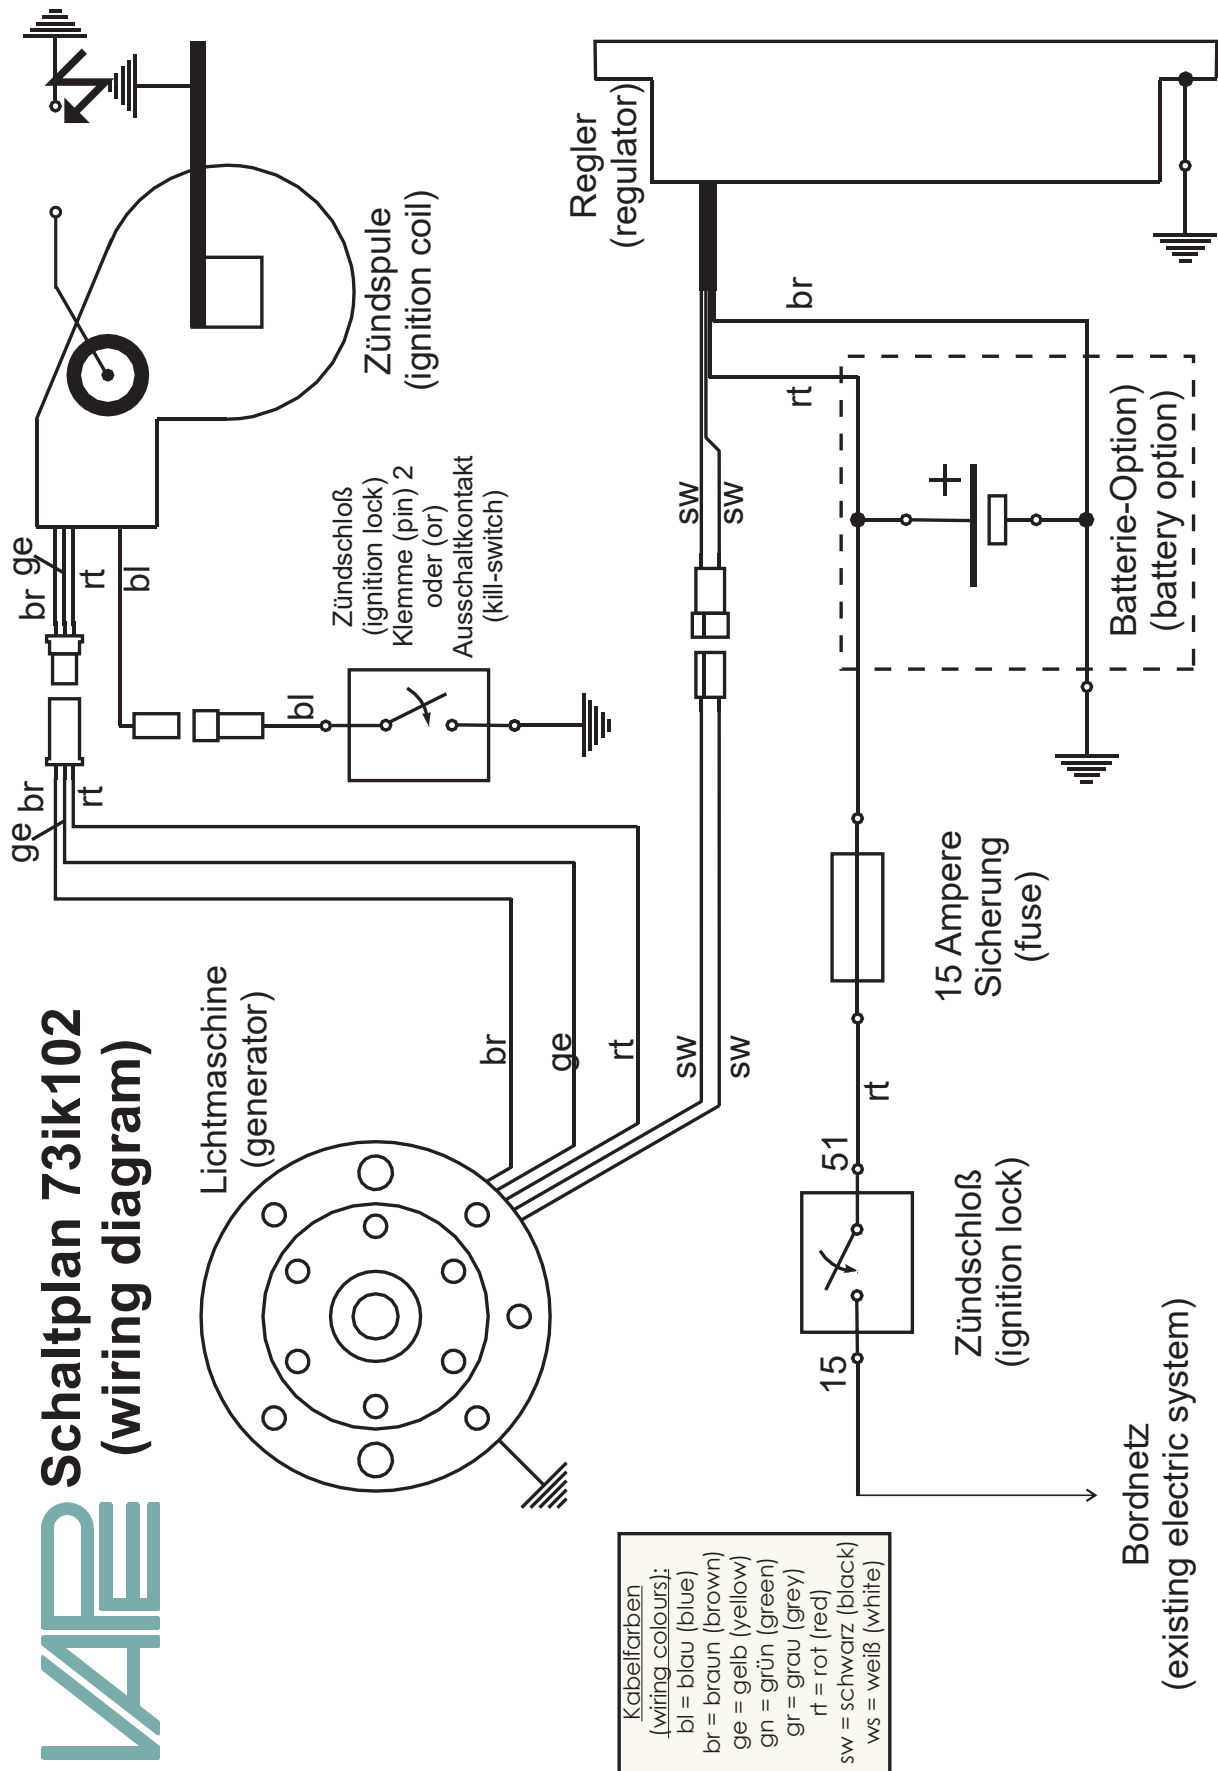 VAPE
Schaltplan 73ik102
(wiring diagram)
Lichtmaschine
(generator)
ge
br
rt
br
ge
rt
bl
br
ge
rt
sw
sw
Zündspule
(ignition coil)
Zündschloß
(ignition lock)
Klemme (pin) 2
oder (or)
Ausschaltkontakt
(kill-switch)
bl
Regler
(regulator)
sw
sw
br
rt
+
Batterie-Option)
(battery option)
15 Ampere
Sicherung
(fuse)
rt
51
15
Zündschloß
(ignition lock)
Bordnetz
(existing electric system)
Kabelfarben
(wiring colours):
bl = blau (blue)
br = braun (brown)
ge = gelb (yellow)
gn = grün (green)
gr = grau (grey)
rt = rot (red)
sw = schwarz (black)
ws = weiß (white)